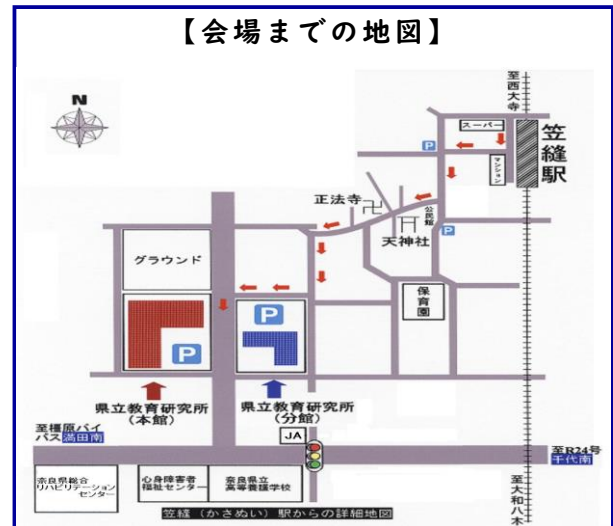 【会場までの地図】
N
至西大寺
スーパー
笠縫駅
P
マンション
正法寺
公民館
天神社
P
グラウンド
保育園
P
P
県立教育研究所
(本館)
県立教育研究所
(分館)
至橿原バイ
パス満田南
JA
至R24号
千代南
奈良県総合
リハビリテーション
センター
心身障害者
福祉センター
奈良県立
高等養護学校
至大和八木
笠縫(かさぬい)駅からの詳細地図